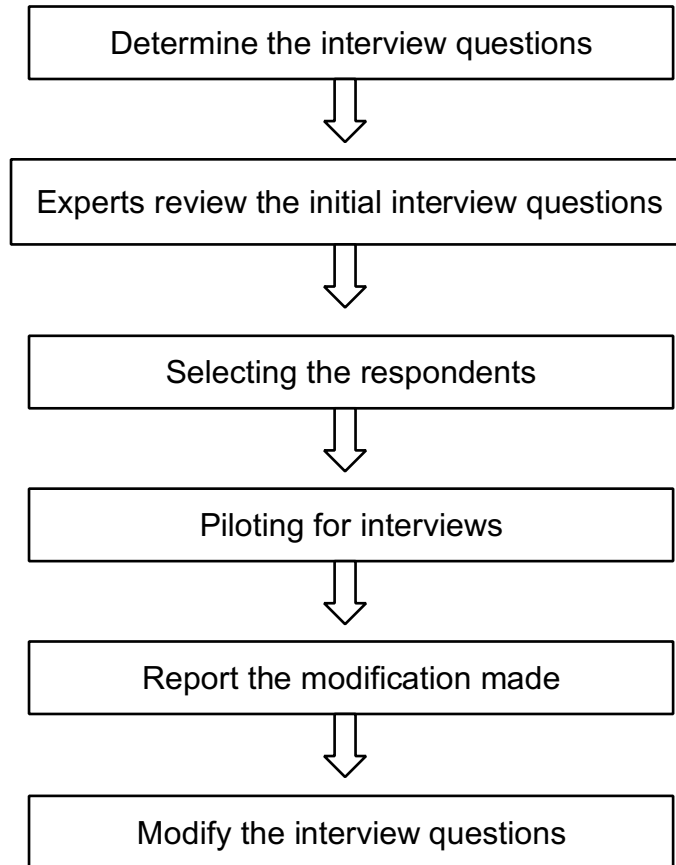 Determine the interview questions
Experts review the initial interview questions
Selecting the respondents
Piloting for interviews
Report the modification made
Modify the interview questions